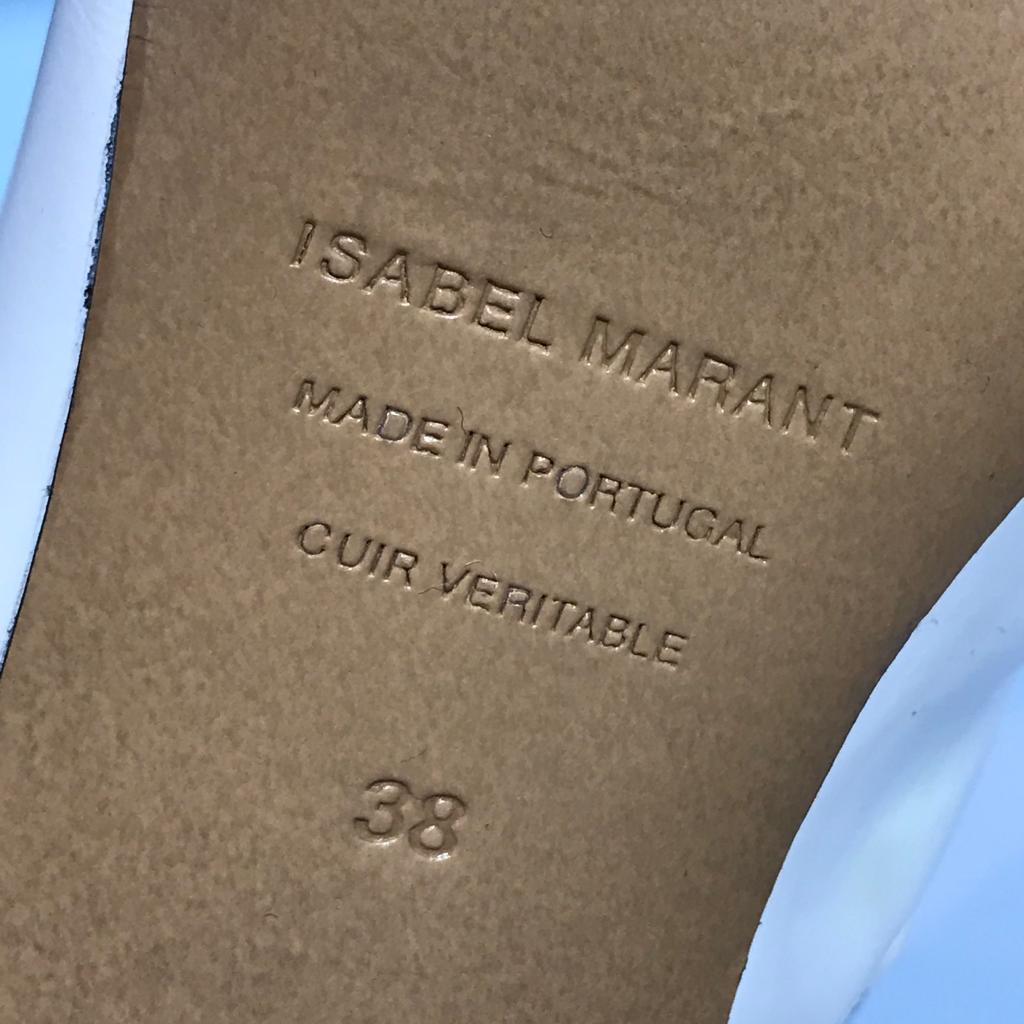 ISABEL MARANT
MADE IN PORTUGAL
CUIR VERITABLE
38